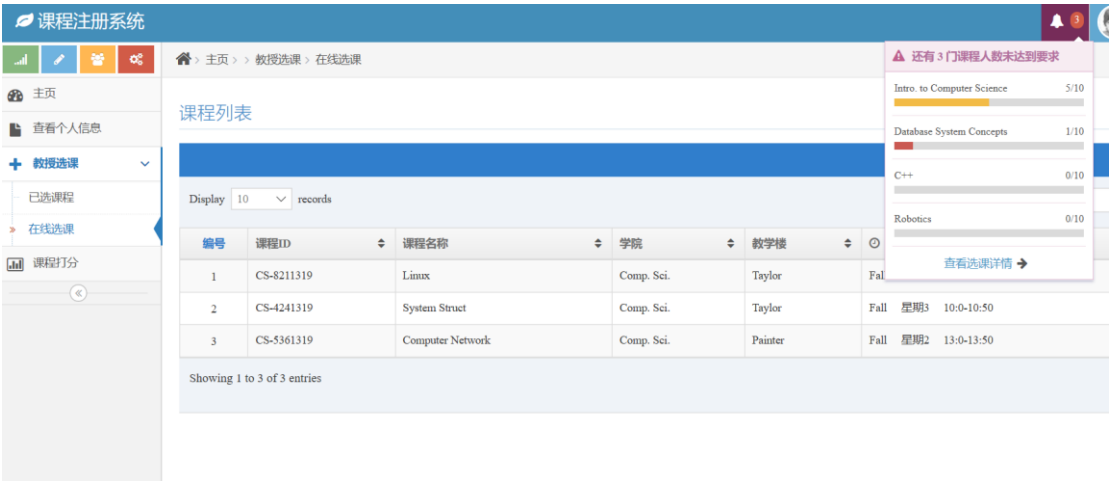 课程注册系统
3
主页 > > 教授选课 > 在线选课
还有 3 门课程人数未达到要求
Intro. to Computer Science 5/10
Database System Concepts 1/10
C++ 0/10
Robotics 0/10
查看选课详情
主页
查看个人信息
教授选课
已选课程
在线选课
课程打分
课程列表
Display 10 records
编号 课程ID 课程名称 学院 教学楼
1 CS-8211319 Linux Comp. Sci. Taylor
2 CS-4241319 System Struct Comp. Sci. Taylor Fall 星期3 10:0-10:50
3 CS-5361319 Computer Network Comp. Sci. Painter Fall 星期2 13:0-13:50
Showing 1 to 3 of 3 entries